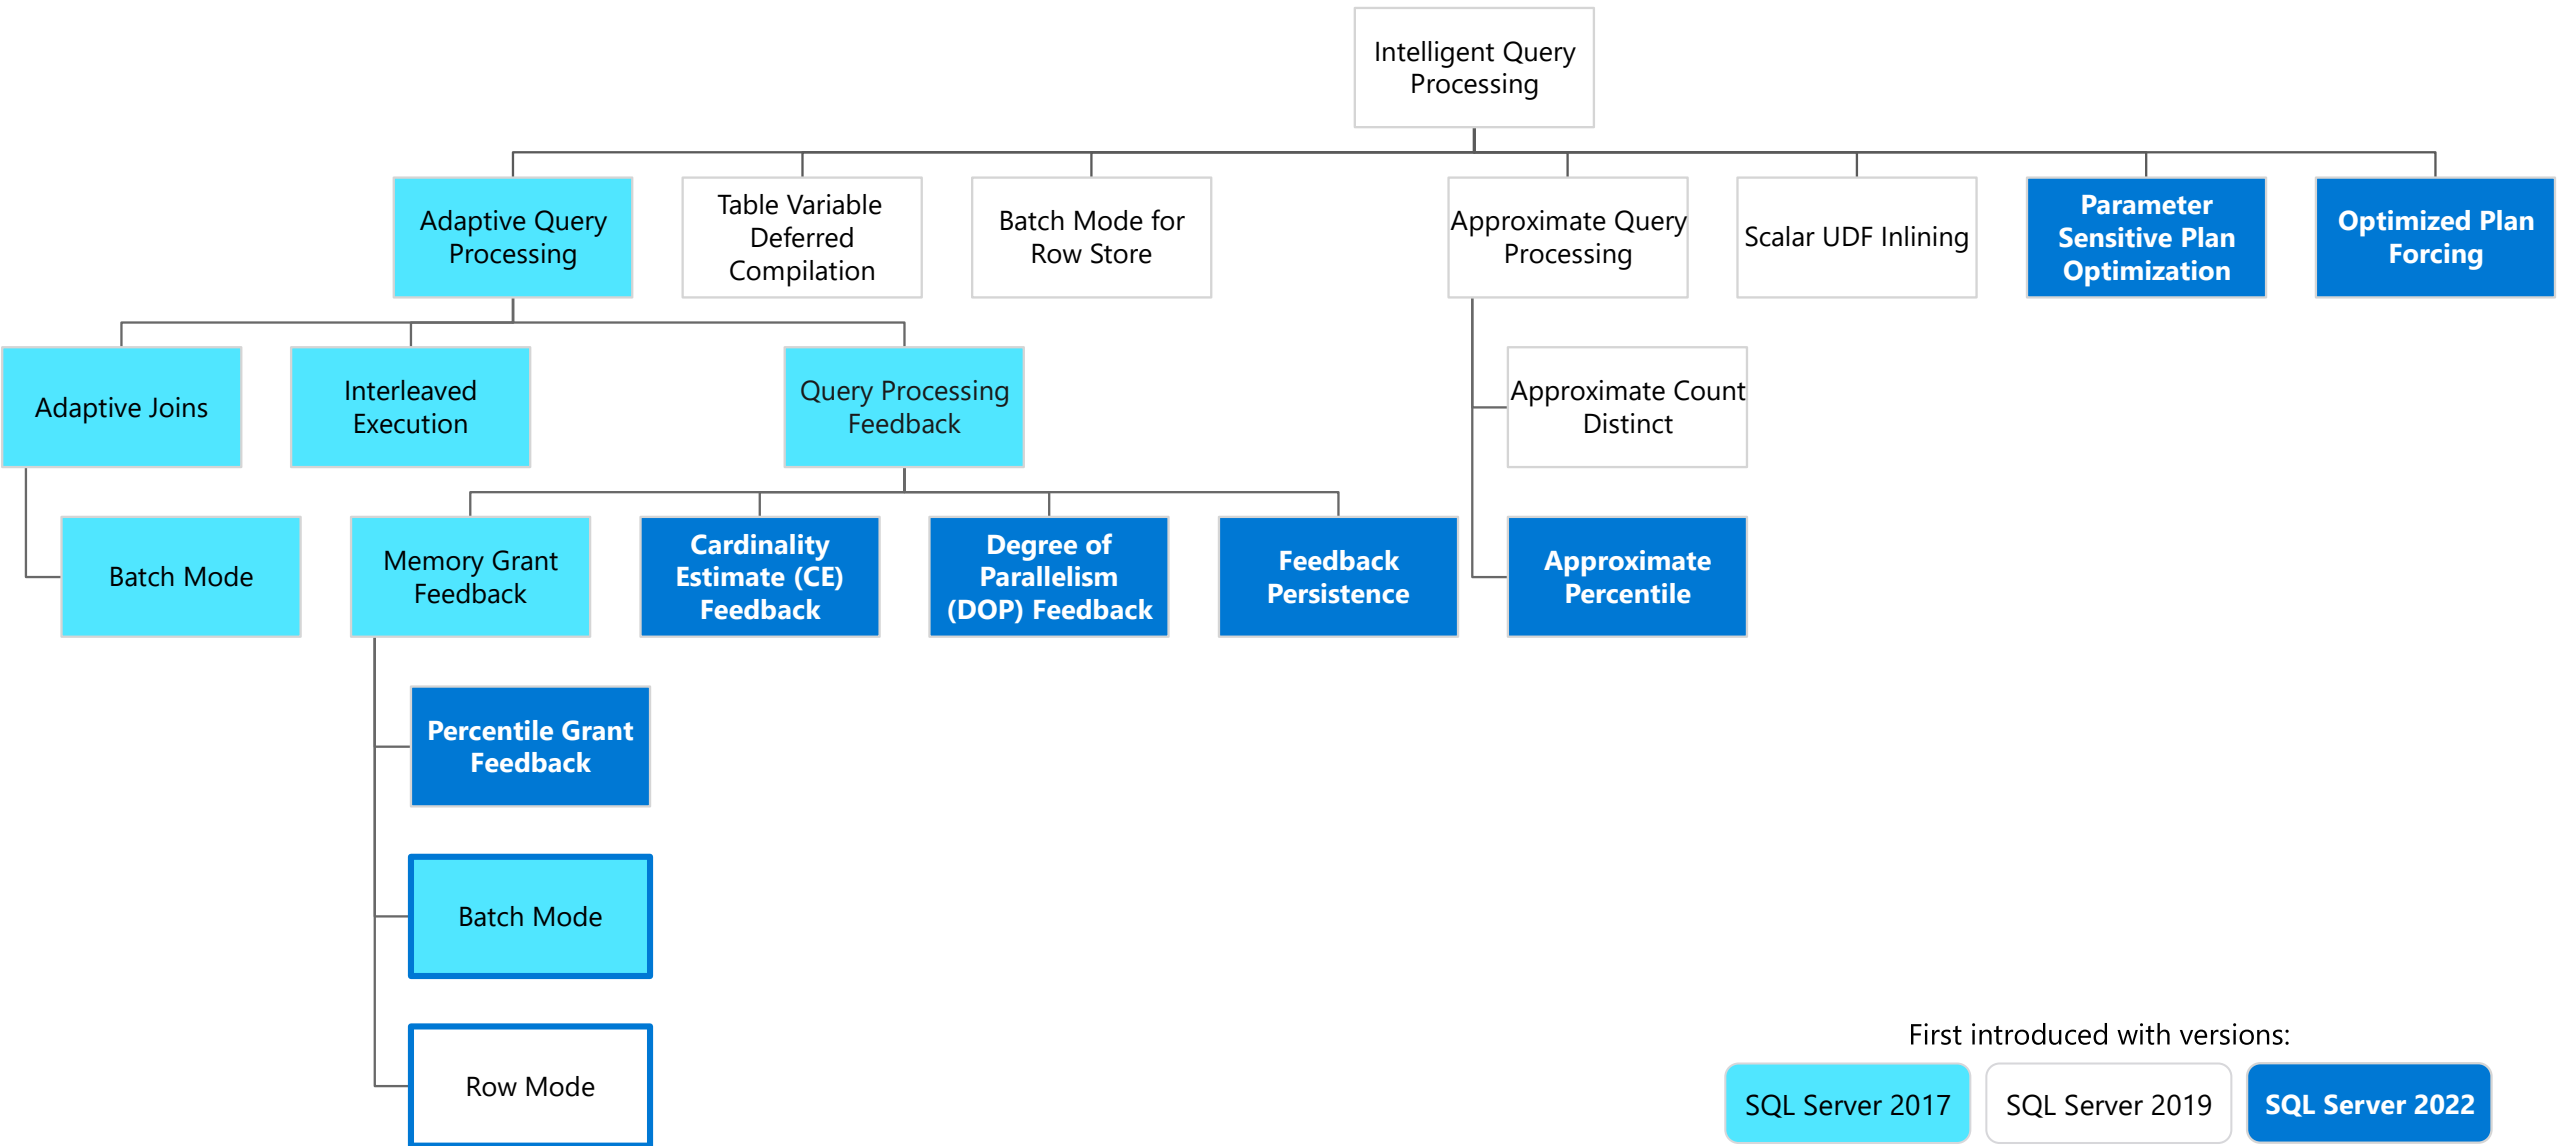 Intelligent Query
Processing
Adaptive Query
Processing
Table Variable
Deferred
Compilation
Batch Mode for
Row Store
Approximate Query
Processing
Scalar UDF Inlining
Parameter
Sensitive Plan
Optimization
Optimized Plan
Forcing
Adaptive Joins
Interleaved
Execution
Query Processing
Feedback
Approximate Count
Distinct
Batch Mode
Memory Grant
Feedback
Cardinality
Estimate (CE)
Feedback
Degree of
Parallelism
(DOP) Feedback
Feedback
Persistence
Approximate
Percentile
Percentile Grant
Feedback
Batch Mode
Row Mode
First introduced with versions:
SQL Server 2017
SQL Server 2019
SQL Server 2022